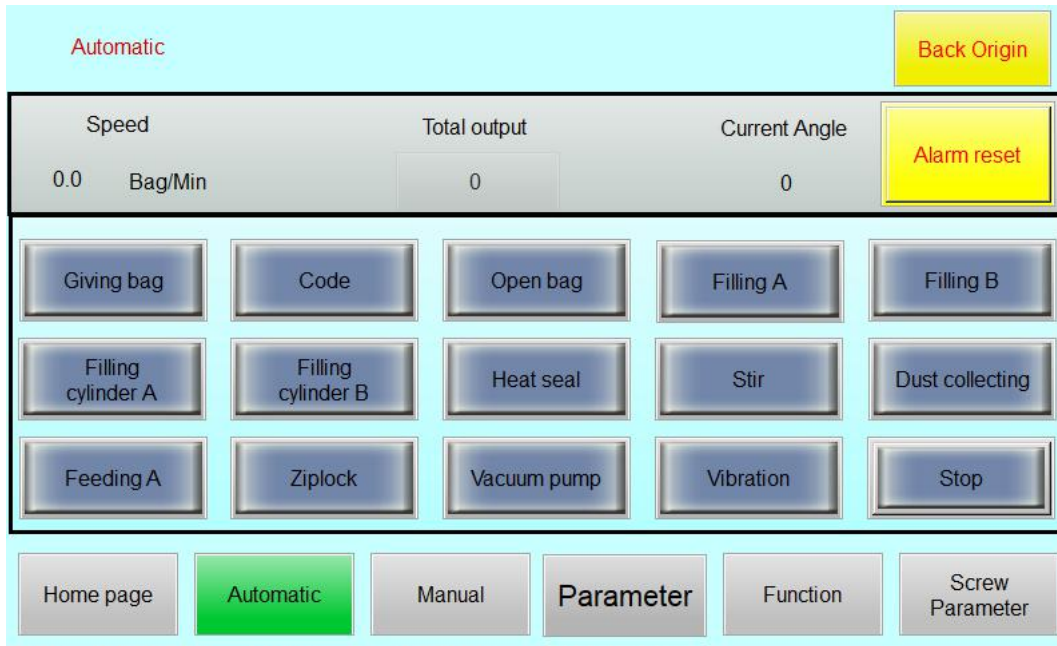 Automatic
Back Origin
Speed
Total output
Current Angle
Alarm reset
0.0
Bag/Min
0
0
Giving bag
Code
Open bag
Filling A
Filling B
Filling
cylinder A
Filling
cylinder B
Heat seal
Stir
Dust collecting
Feeding A
Ziplock
Vacuum pump
Vibration
Stop
Home page
Automatic
Manual
Parameter
Function
Screw
Parameter